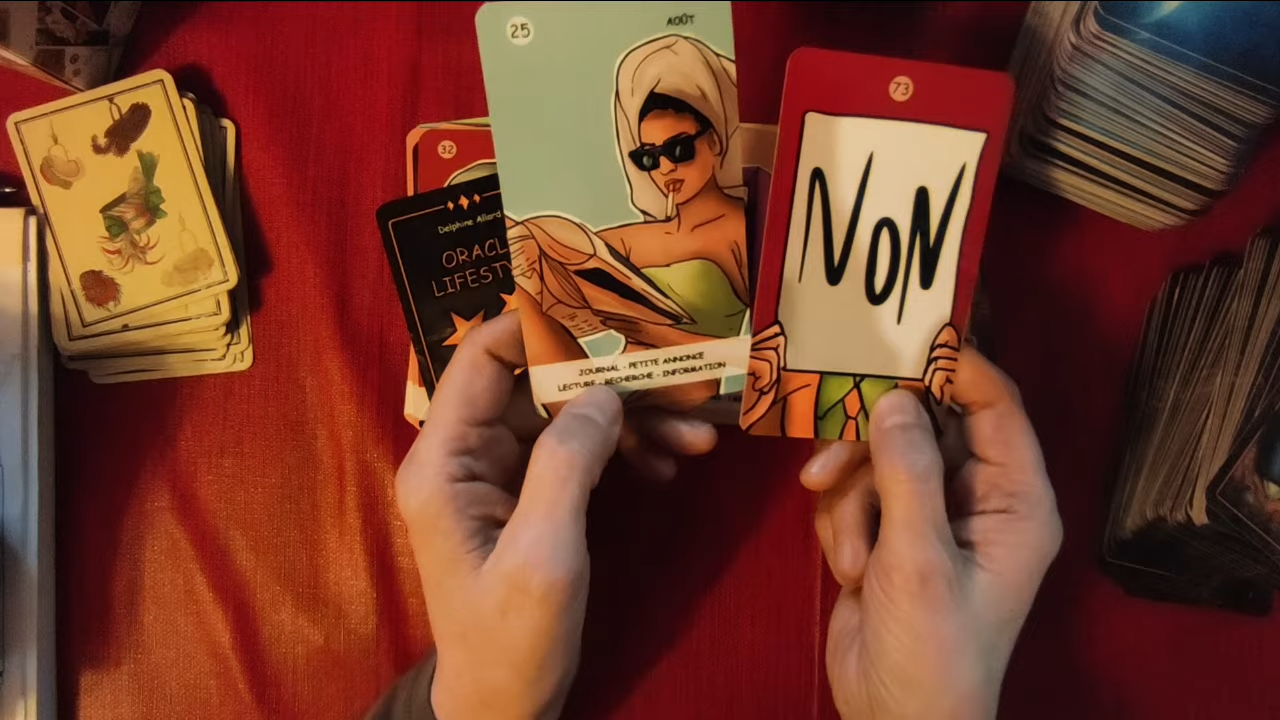 25
AOÛT
73
NON
32
Delphine Allard
ORACL
LIFEST
JOURNAL - PETITE ANNONCE
LECTURE - RECHERCHE - INFORMATION